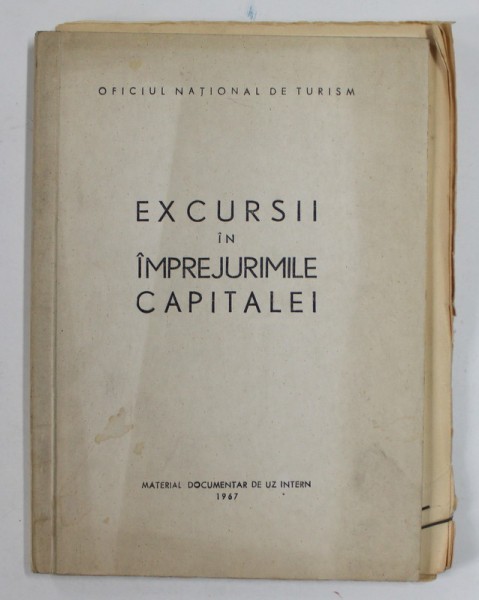 OFICIUL NAȚIONAL DE TURISM
EXCURSII
ÎN
ÎMPREJURIMILE
CAPITALEI
MATERIAL DOCUMENTAR DE UZ INTERN
1967